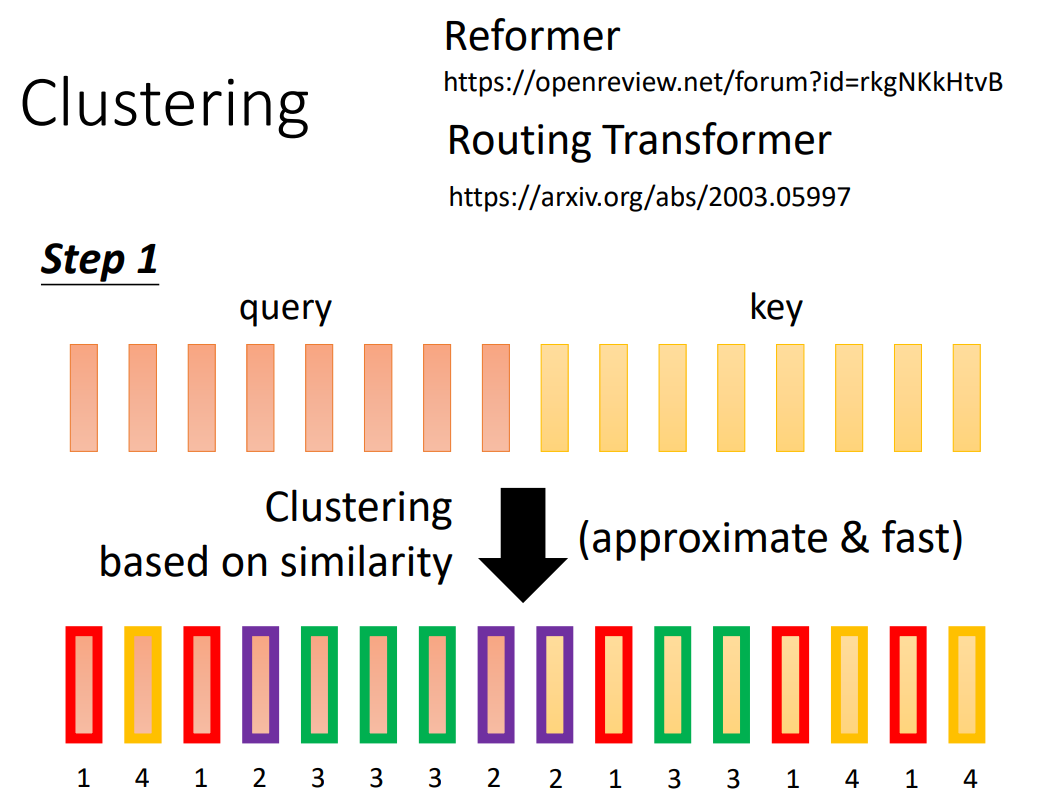 Clustering
Reformer
https://openreview.net/forum?id=rkgNKkHtvB
Routing Transformer
https://arxiv.org/abs/2003.05997
Step 1
query
key
Clustering
based on similarity
(approximate & fast)
1 4 1 2 3 3 3 2 2 1 3 3 1 4 1 4